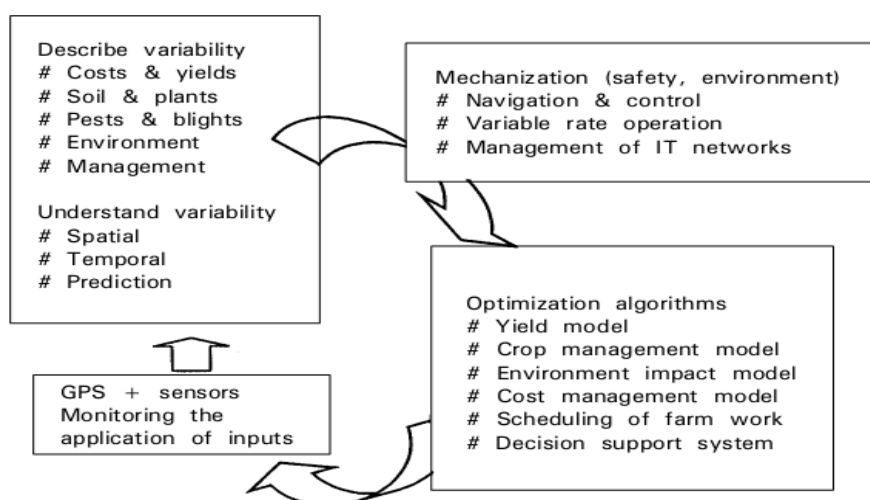 Describe variability
# Costs & yields
# Soil & plants
# Pests & blights
# Environment
# Management
Understand variability
# Spatial
# Temporal
# Prediction
Mechanization (safety, environment)
# Navigation & control
# Variable rate operation
# Management of IT networks
Optimization algorithms
# Yield model
# Crop management model
# Environment impact model
# Cost management model
# Scheduling of farm work
# Decision support system
GPS + sensors
Monitoring the
application of inputs